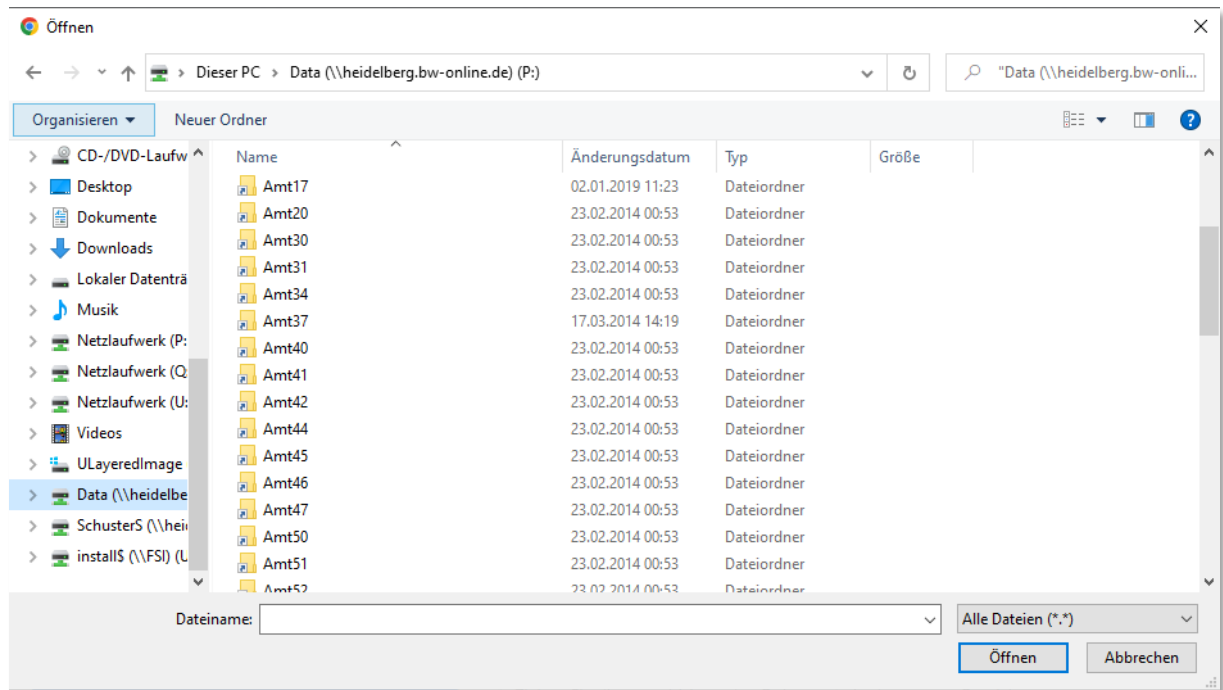 Öffnen
Dieser PC > Data (\\heidelberg.bw-online.de) (P:)
"Data (\\heidelberg.bw-onli...
Organisieren
Neuer Ordner
CD-/DVD-Laufw
Desktop
Dokumente
Downloads
Lokaler Datenträ
Musik
Netzlaufwerk (P:
Netzlaufwerk (Q
Netzlaufwerk (U:
Videos
ULayeredImage
Data (\\heidelbe
SchusterS (\\hei
install$ (\\FSI) (U
Name Änderungsdatum Typ Größe
Amt17 02.01.2019 11:23 Dateiordner
Amt20 23.02.2014 00:53 Dateiordner
Amt30 23.02.2014 00:53 Dateiordner
Amt31 23.02.2014 00:53 Dateiordner
Amt34 23.02.2014 00:53 Dateiordner
Amt37 17.03.2014 14:19 Dateiordner
Amt40 23.02.2014 00:53 Dateiordner
Amt41 23.02.2014 00:53 Dateiordner
Amt42 23.02.2014 00:53 Dateiordner
Amt44 23.02.2014 00:53 Dateiordner
Amt45 23.02.2014 00:53 Dateiordner
Amt46 23.02.2014 00:53 Dateiordner
Amt47 23.02.2014 00:53 Dateiordner
Amt50 23.02.2014 00:53 Dateiordner
Amt51 23.02.2014 00:53 Dateiordner
Amt52 23.02.2014 00:53 Dateiordner
Dateiname:
Alle Dateien (*.*)
Öffnen
Abbrechen